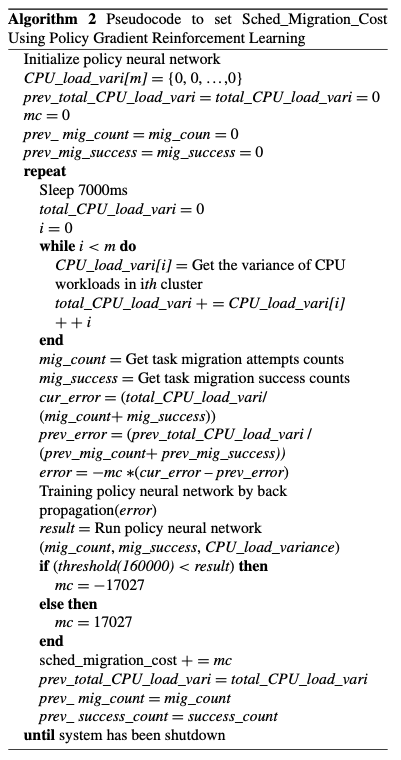 Algorithm 2 Pseudocode to set Sched_Migration_Cost
Using Policy Gradient Reinforcement Learning
Initialize policy neural network
CPU_load_vari[m] = {0, 0, …,0}
prev_total_CPU_load_vari = total_CPU_load_vari = 0
mc = 0
prev_ mig_count = mig_coun = 0
prev_mig_success = mig_success = 0
repeat
Sleep 7000ms
total_CPU_load_vari = 0
i = 0
while i < m do
CPU_load_vari[i] = Get the variance of CPU
workloads in ith cluster
total_CPU_load_vari + = CPU_load_vari[i]
+ + i
end
mig_count = Get task migration attempts counts
mig_success = Get task migration success counts
cur_error = (total_CPU_load_vari/
(mig_count+ mig_success))
prev_error = (prev_total_CPU_load_vari /
(prev_mig_count+ prev_mig_success))
error = −mc *(cur_error – prev_error)
Training policy neural network by back
propagation(error)
result = Run policy neural network
(mig_count, mig_success, CPU_load_variance)
if (threshold(160000) < result) then
mc = −17027
else then
mc = 17027
end
sched_migration_cost + = mc
prev_total_CPU_load_vari = total_CPU_load_vari
prev_ mig_count = mig_count
prev_ success_count = success_count
until system has been shutdown